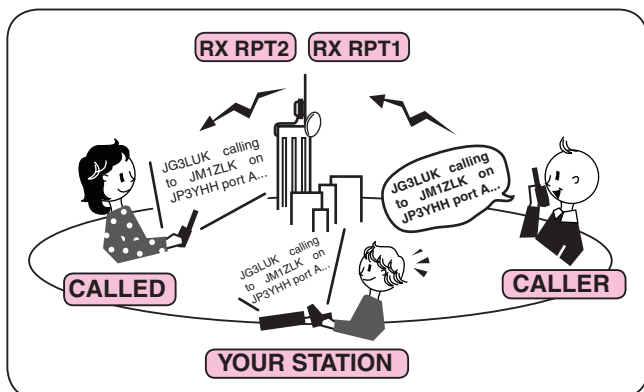 RX RPT2 RX RPT1
JG3LUK calling
to JM1ZLK on
JP3YHH port A...
JG3LUK calling
to JM1ZLK on
JP3YHH port A...
JG3LUK calling
to JM1ZLK on
JP3YHH port A...
CALLED
CALLER
YOUR STATION